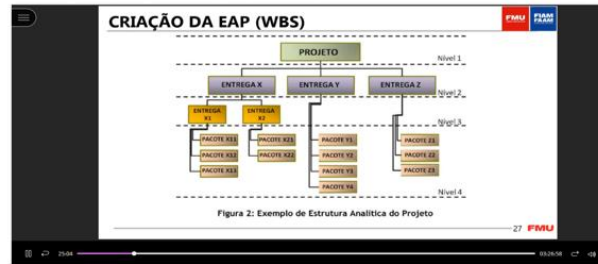 CRIAÇÃO DA EAP (WBS)
FMU
FIAM
FAAM
PROJETO
Nível 1
ENTREGA X
ENTREGA Y
ENTREGA Z
Nível 2
ENTREGA
X1
ENTREGA
X2
Nível 3
PACOTE X11
PACOTE X21
PACOTE Y1
PACOTE Z1
PACOTE X12
PACOTE X22
PACOTE Y2
PACOTE Z2
PACOTE X13
PACOTE Y3
PACOTE Z3
PACOTE Y4
Nível 4
Figura 2: Exemplo de Estrutura Analítica do Projeto
27 FMU
25:04
03:26:56